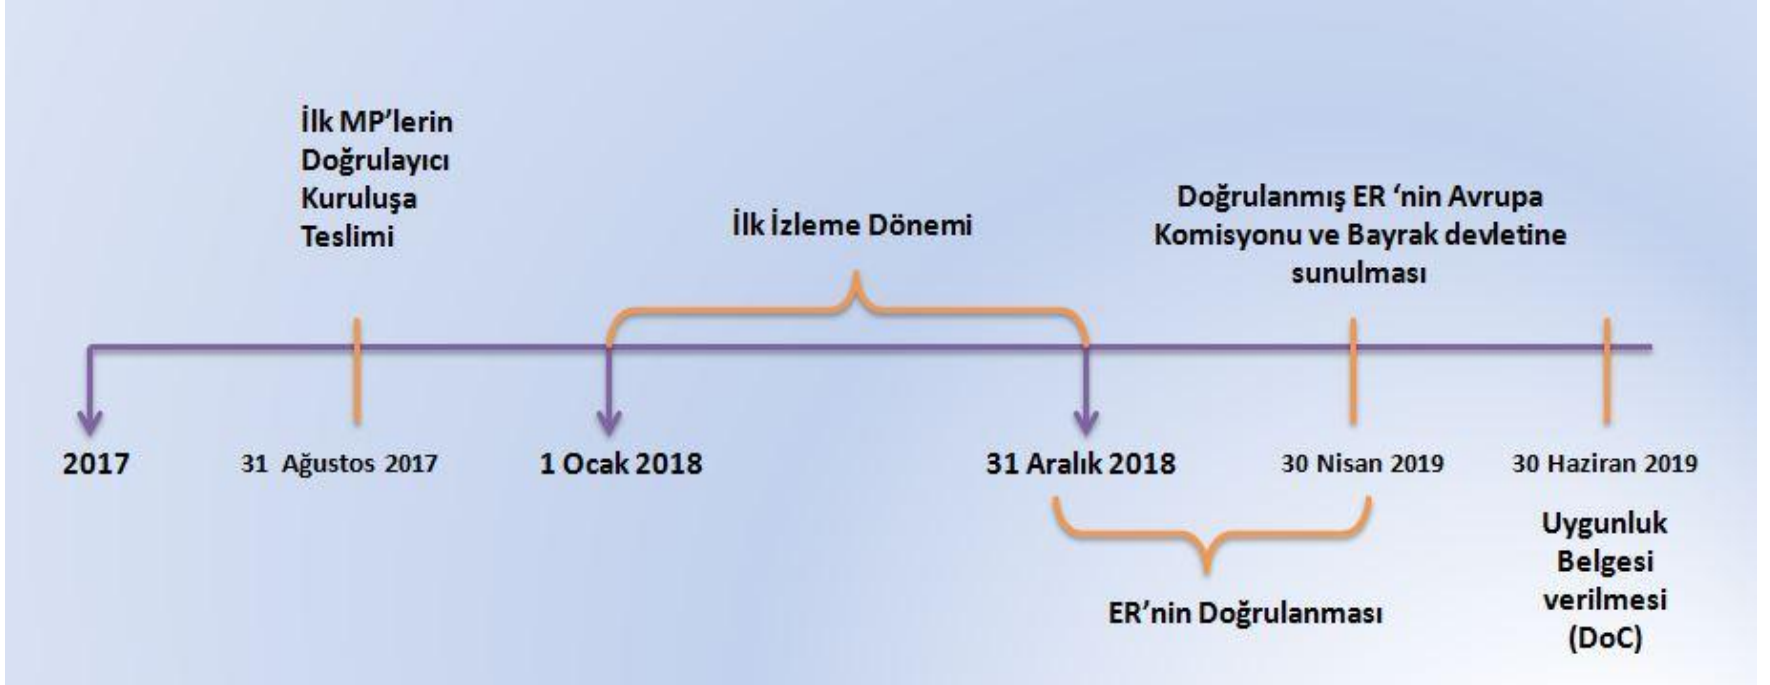 İlk MP’lerin
Doğrulayıcı
Kuruluşa
Teslimi
İlk İzleme Dönemi
Doğrulanmış ER ‘nin Avrupa
Komisyonu ve Bayrak devletine
sunulması
2017
31 Ağustos 2017
1 Ocak 2018
31 Aralık 2018
30 Nisan 2019
30 Haziran 2019
ER’nin Doğrulanması
Uygunluk
Belgesi
verilmesi
(DoC)